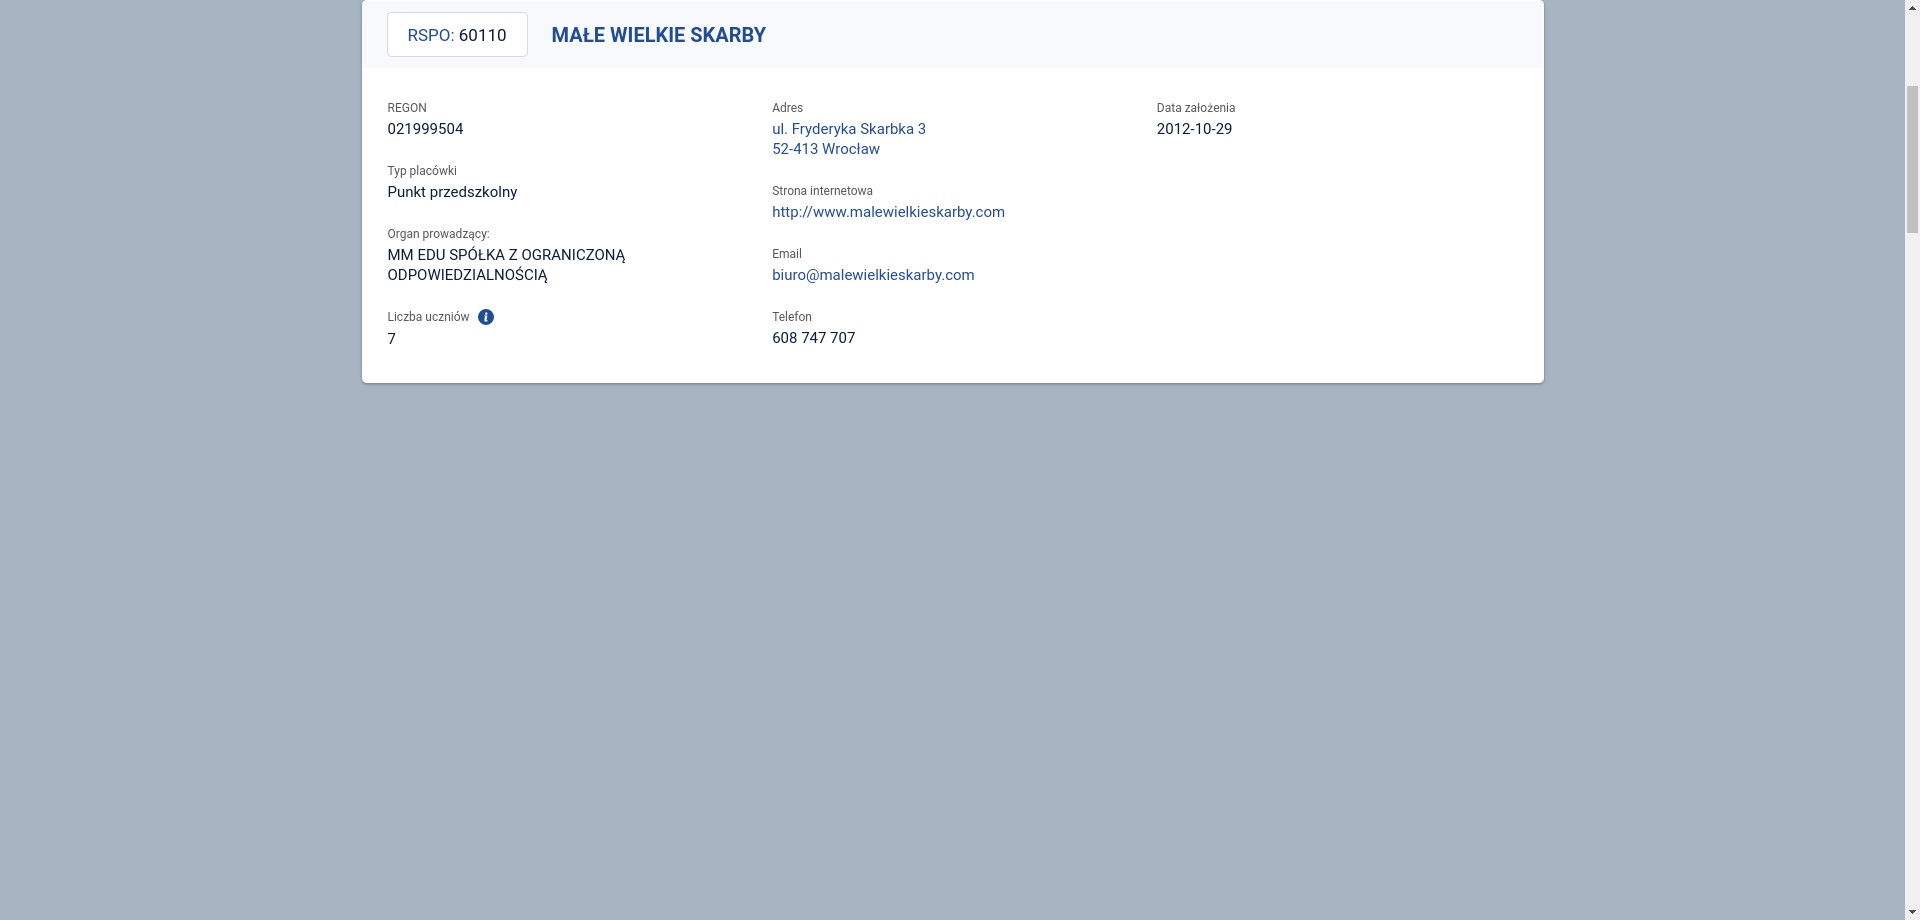 RSPO: 60110
MAŁE WIELKIE SKARBY
REGON
021999504
Typ placówki
Punkt przedszkolny
Organ prowadzący:
MM EDU SPÓŁKA Z OGRANICZONĄ
ODPOWIEDZIALNOŚCIĄ
Liczba uczniów i
7
Adres
ul. Fryderyka Skarbka 3
52-413 Wrocław
Strona internetowa
http://www.malewielkieskarby.com
Email
biuro@malewielkieskarby.com
Telefon
608 747 707
Data założenia
2012-10-29